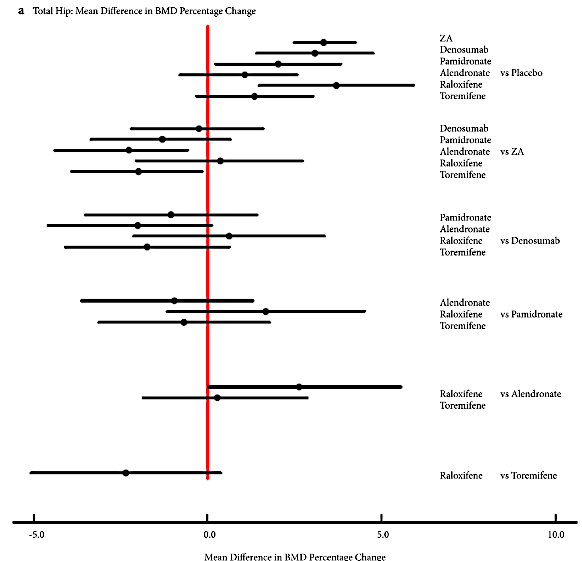 a Total Hip: Mean Difference in BMD Percentage Change
ZA
Denosumab
Pamidronate
Alendronate vs Placebo
Raloxifene
Toremifene
Denosumab
Pamidronate
Alendronate vs ZA
Raloxifene
Toremifene
Pamidronate
Alendronate
Raloxifene vs Denosumab
Toremifene
Alendronate
Raloxifene vs Pamidronate
Toremifene
Raloxifene vs Alendronate
Toremifene
Raloxifene vs Toremifene
-5.0 0.0 5.0 10.0
Mean Difference in BMD Percentage Change